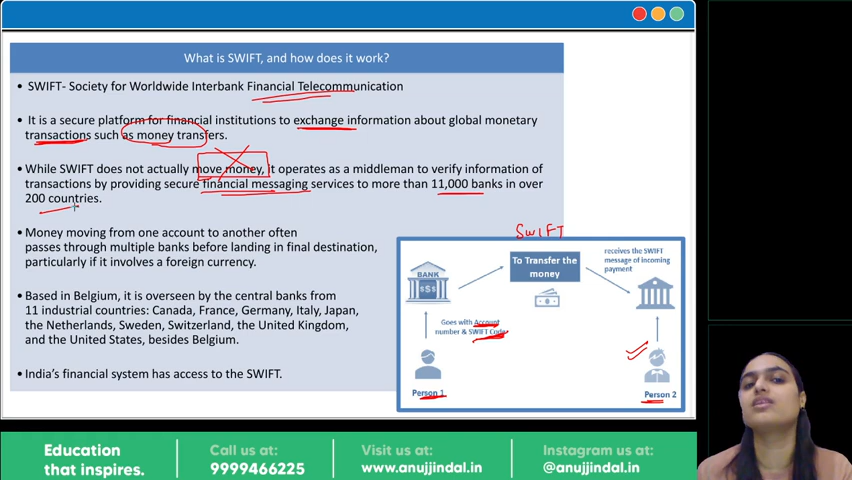 What is SWIFT, and how does it work?
• SWIFT- Society for Worldwide Interbank Financial Telecommunication
• It is a secure platform for financial institutions to exchange information about global monetary
transactions such as money transfers.
• While SWIFT does not actually move money, it operates as a middleman to verify information of
transactions by providing secure financial messaging services to more than 11,000 banks in over
200 countries.
• Money moving from one account to another often
passes through multiple banks before landing in final destination,
particularly if it involves a foreign currency.
• Based in Belgium, it is overseen by the central banks from
11 industrial countries: Canada, France, Germany, Italy, Japan,
the Netherlands, Sweden, Switzerland, the United Kingdom,
and the United States, besides Belgium.
• India's financial system has access to the SWIFT.
SWIFT
BANK
$$$
To Transfer the
money
receives the SWIFT
message of incoming
payment
Goes with Account
number & SWIFT Code
Person 1
Person 2
Education
that inspires.
Call us at:
9999466225
Visit us at:
www.anujjindal.in
Instagram us at:
@anujjindal.in